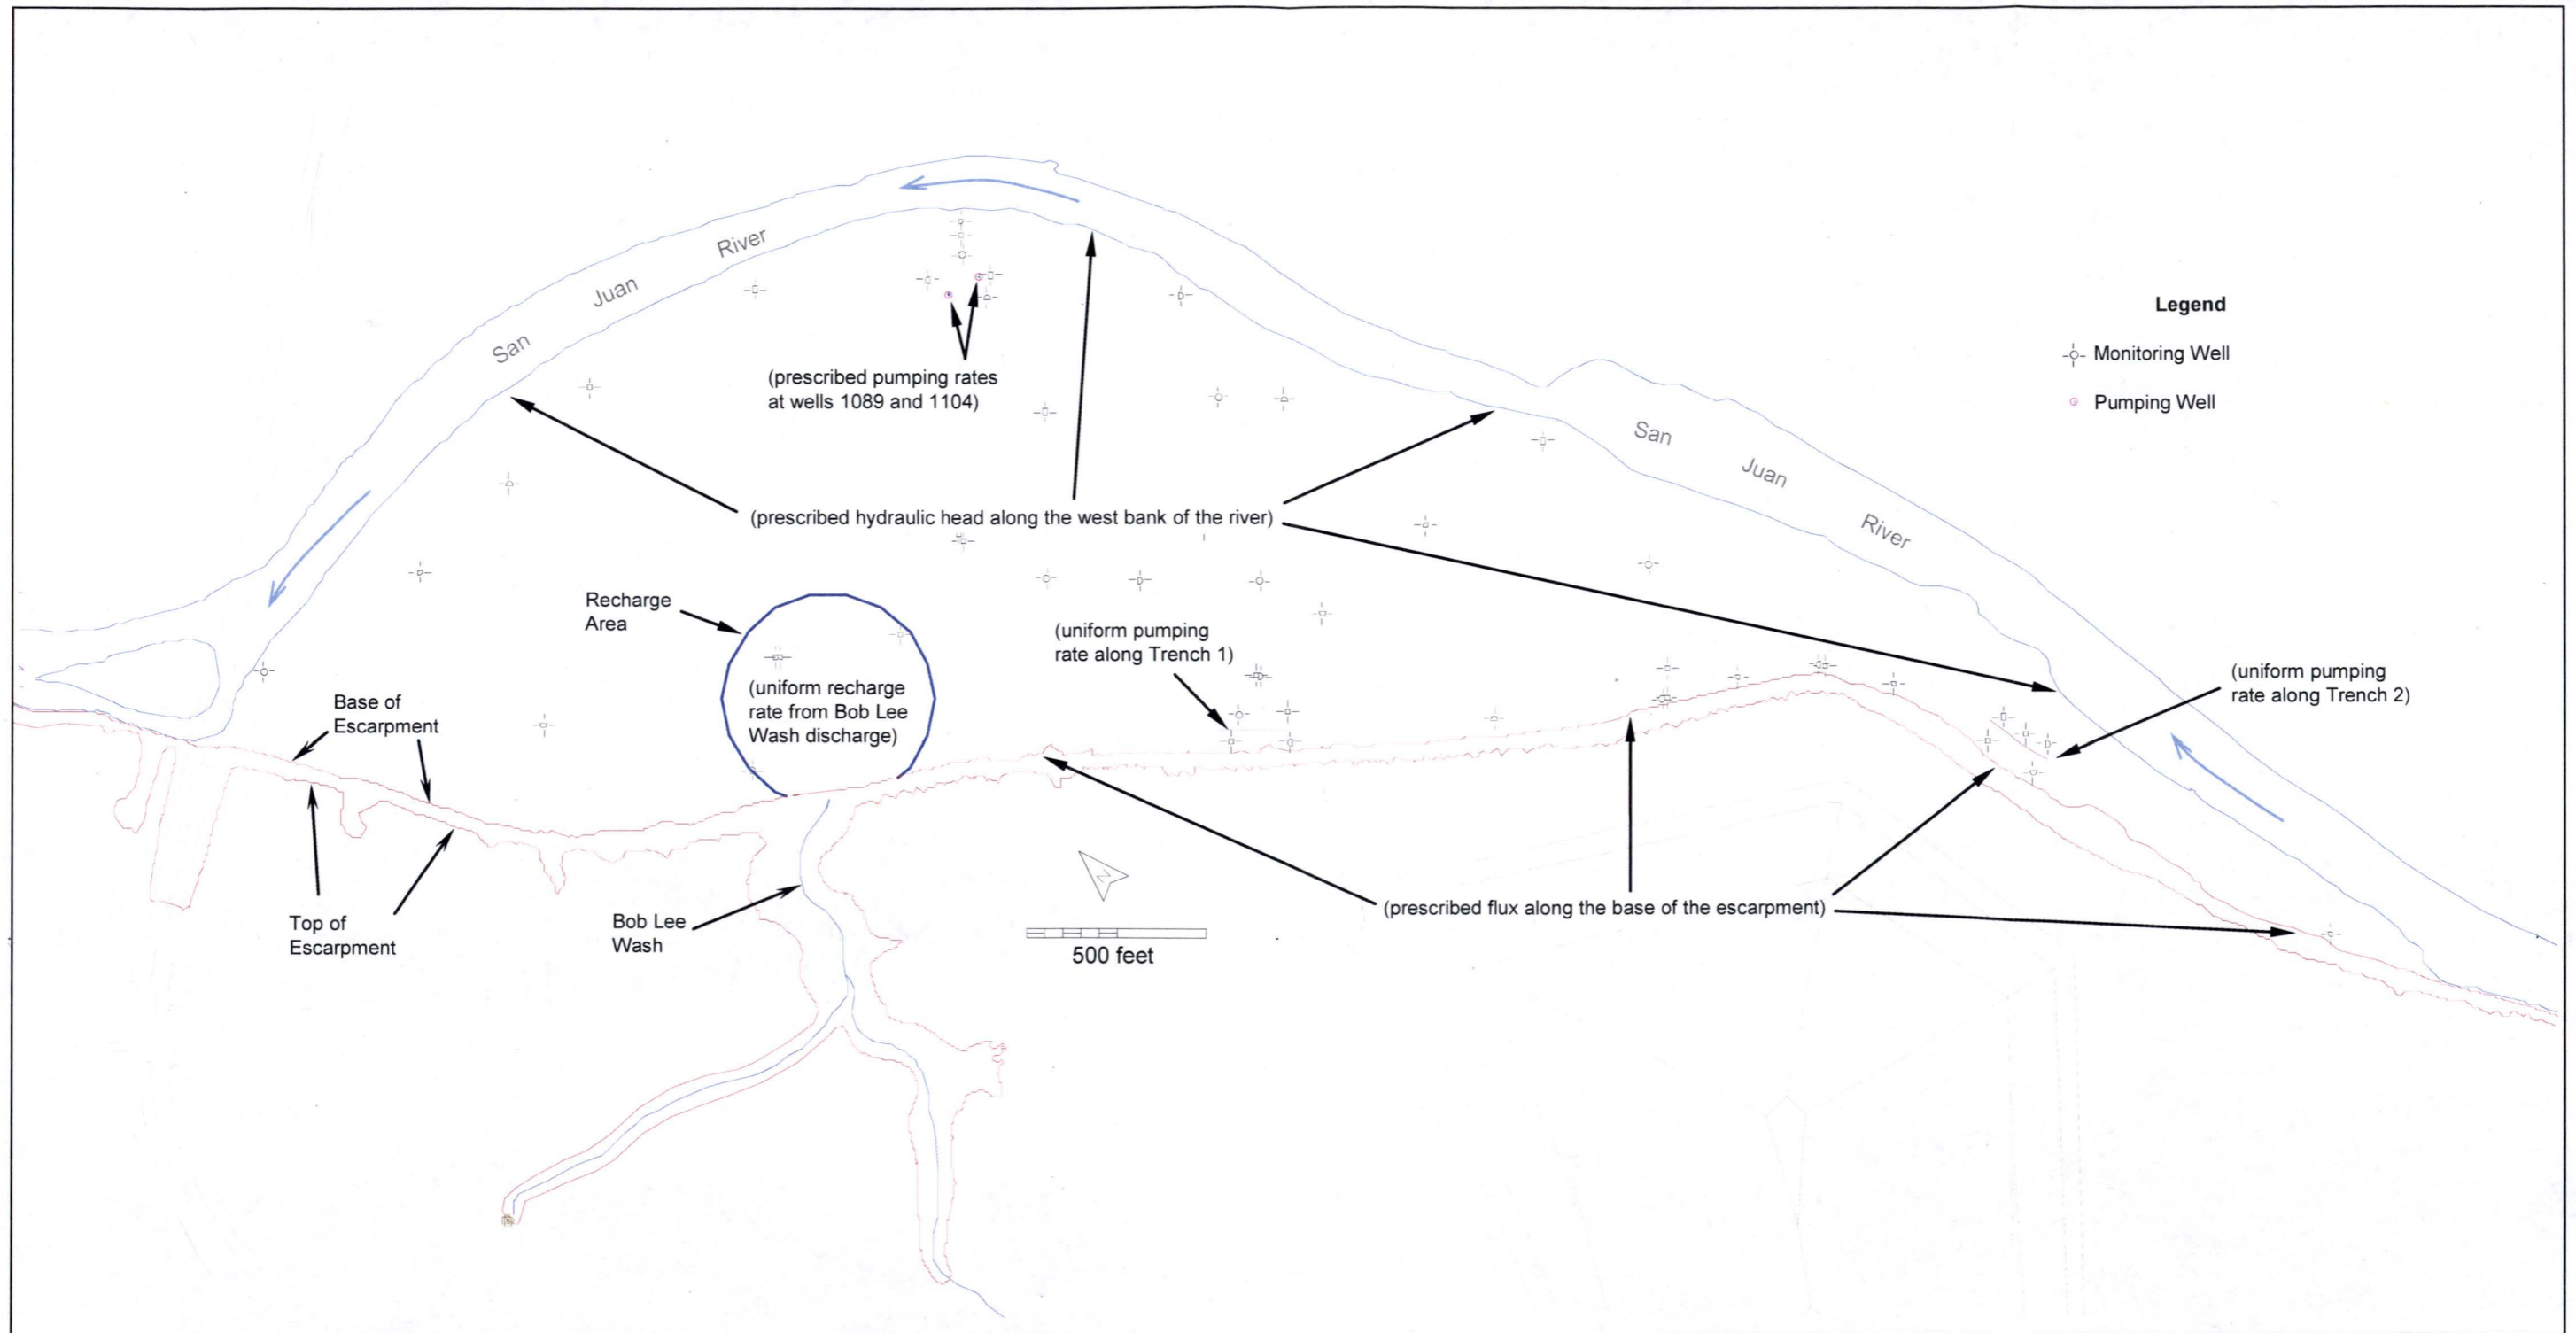 River
Juan
San
Legend
Monitoring Well
Pumping Well
(prescribed pumping rates
at wells 1089 and 1104)
San
Juan
River
(prescribed hydraulic head along the west bank of the river)
Recharge
Area
(uniform pumping
rate along Trench 1)
(uniform recharge
rate from Bob Lee
Wash discharge)
(uniform pumping
rate along Trench 2)
Base of
Escarpment
Top of
Escarpment
Bob Lee
Wash
N
500 feet
(prescribed flux along the base of the escarpment)